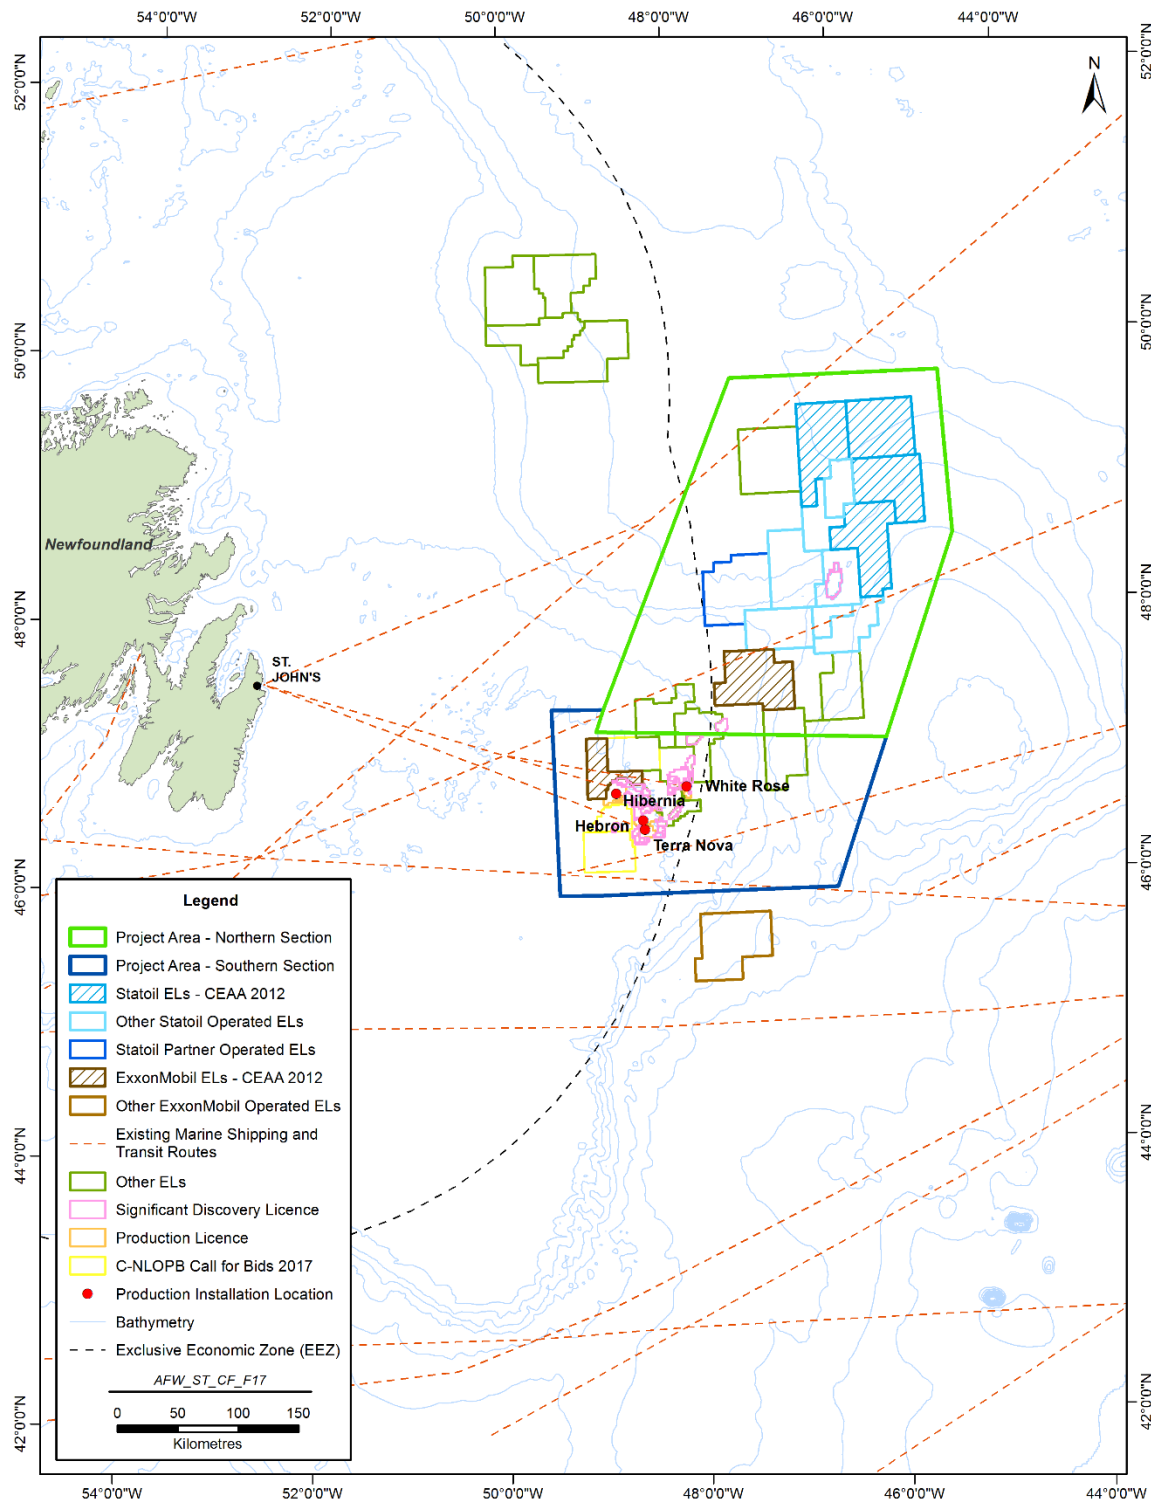 54°0'0"W 52°0'0"W 50°0'0"W 48°0'0"W 46°0'0"W 44°0'0"W
N
52°0'0"N 52°0'0"N
50°0'0"N 50°0'0"N
Newfoundland
48°0'0"N 48°0'0"N
ST.
JOHN'S
White Rose
Hibernia
Hebron
Terra Nova
46°0'0"N 46°0'0"N
Legend
Project Area - Northern Section
Project Area - Southern Section
Statoil ELs - CEAA 2012
Other Statoil Operated ELs
Statoil Partner Operated ELs
ExxonMobil ELs - CEAA 2012
Other ExxonMobil Operated ELs
Existing Marine Shipping and
Transit Routes
Other ELs
Significant Discovery Licence
Production Licence
C-NLOPB Call for Bids 2017
Production Installation Location
Bathymetry
Exclusive Economic Zone (EEZ)
AFW_ST_CF_F17
0 50 100 150
Kilometres
44°0'0"N 44°0'0"N
42°0'0"N 42°0'0"N
54°0'0"W 52°0'0"W 50°0'0"W 48°0'0"W 46°0'0"W 44°0'0"W